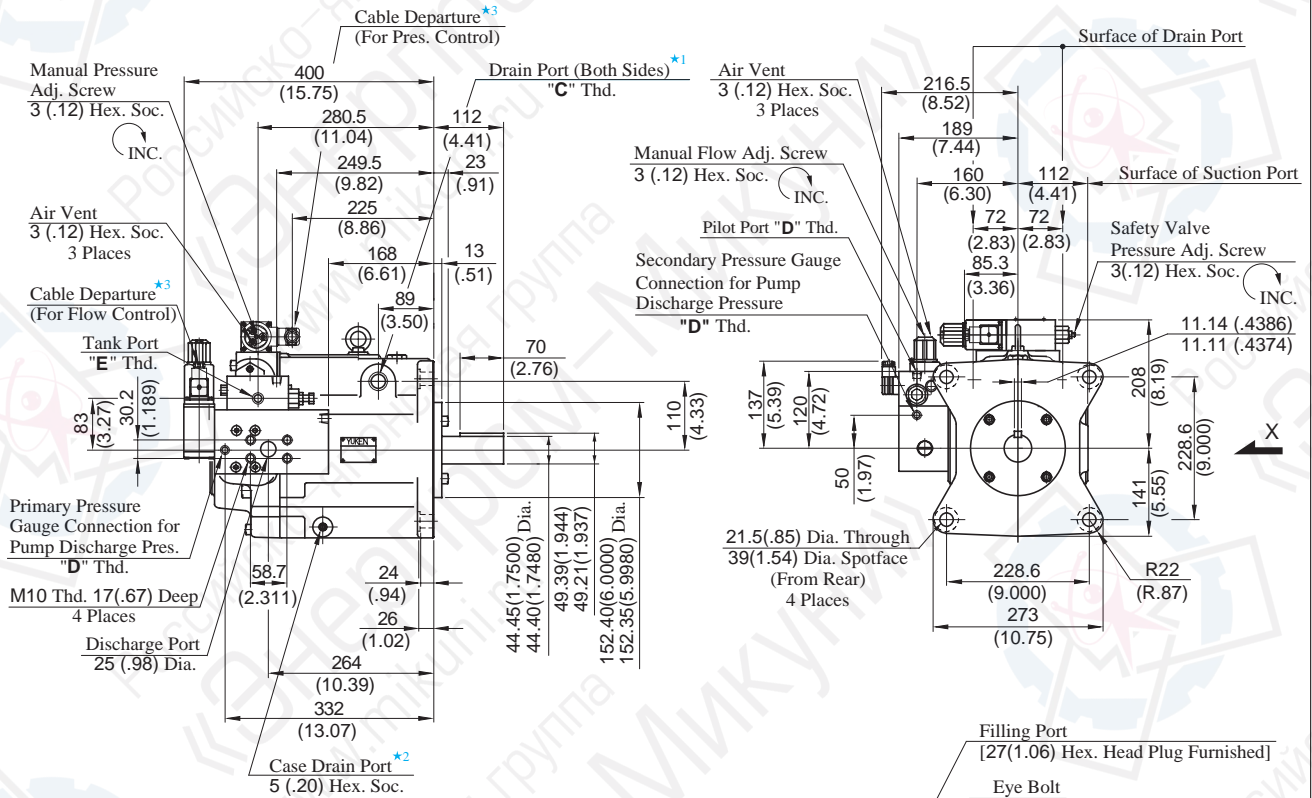 Cable Departure★3
(For Pres. Control)
Manual Pressure
Adj. Screw
3 (.12) Hex. Soc.
INC.
400
(15.75)
Drain Port (Both Sides)★1
"C" Thd.
280.5
(11.04)
112
(4.41)
249.5
(9.82)
23
(.91)
225
(8.86)
168
(6.61)
13
(.51)
89
(3.50)
Air Vent
3 (.12) Hex. Soc.
3 Places
Cable Departure★3
(For Flow Control)
Tank Port
"E" Thd.
70
(2.76)
83
(3.27)
30.2
(1.189)
110
(4.33)
YUKEN
Primary Pressure
Gauge Connection for
Pump Discharge Pres.
"D" Thd.
M10 Thd. 17(.67) Deep
4 Places
Discharge Port
25 (.98) Dia.
58.7
(2.311)
24
(.94)
26
(1.02)
264
(10.39)
332
(13.07)
Case Drain Port★2
5 (.20) Hex. Soc.
44.45(1.7500) Dia.
44.40(1.7480)
49.39(1.944)
49.21(1.937)
152.40(6.0000) Dia.
152.35(5.9980)
Surface of Drain Port
Air Vent
3 (.12) Hex. Soc.
3 Places
216.5
(8.52)
189
(7.44)
Manual Flow Adj. Screw
3 (.12) Hex. Soc.
INC.
160
(6.30)
112
(4.41)
Surface of Suction Port
Pilot Port "D" Thd.
72
(2.83)
72
(2.83)
Safety Valve
Pressure Adj. Screw
3(.12) Hex. Soc.
INC.
Secondary Pressure Gauge
Connection for Pump
Discharge Pressure
"D" Thd.
85.3
(3.36)
11.14 (.4386)
11.11 (.4374)
137
(5.39)
120
(4.72)
50
(1.97)
208
(8.19)
228.6
(9.000)
141
(5.55)
X
21.5(.85) Dia. Through
39(1.54) Dia. Spotface
(From Rear)
4 Places
228.6
(9.000)
273
(10.75)
R22
(R.87)
Filling Port
[27(1.06) Hex. Head Plug Furnished]
Eye Bolt